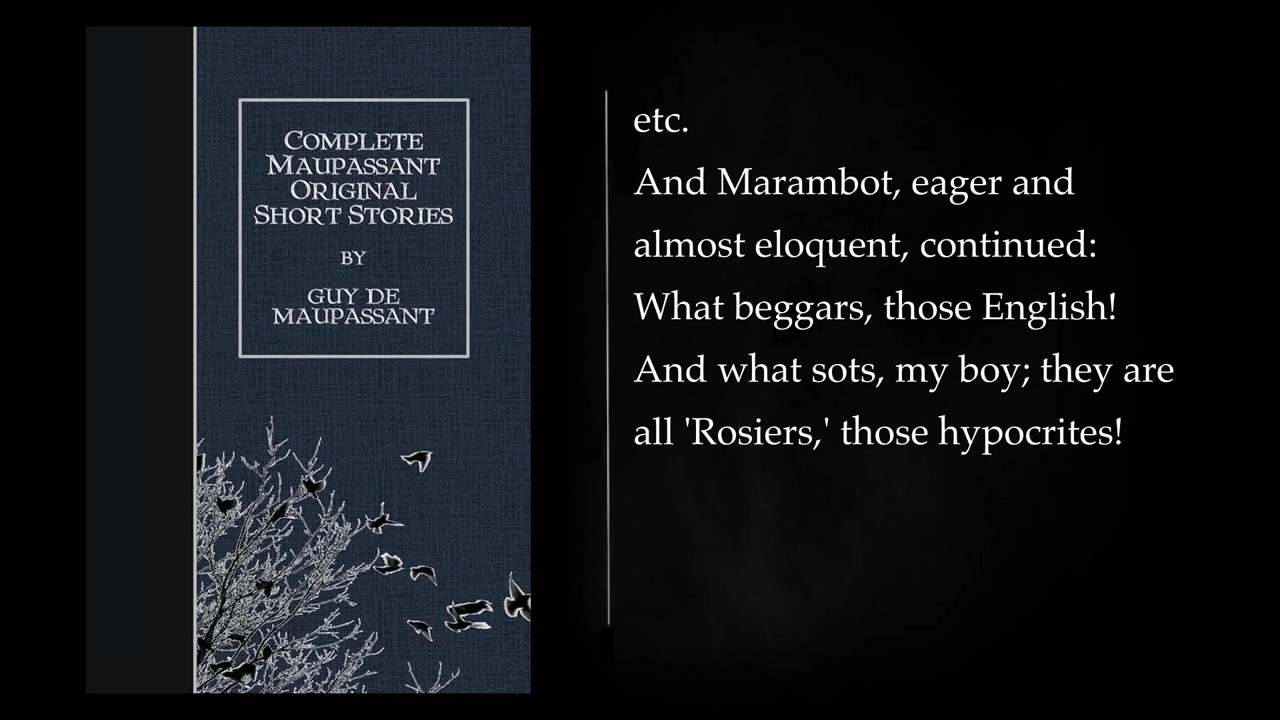 COMPLETE
MAUPASSANT
ORIGINAL
SHORT STORIES
BY
GUY DE
MAUPASSANT
etc.
And Marambot, eager and
almost eloquent, continued:
What beggars, those English!
And what sots, my boy; they are
all 'Rosiers,' those hypocrites!